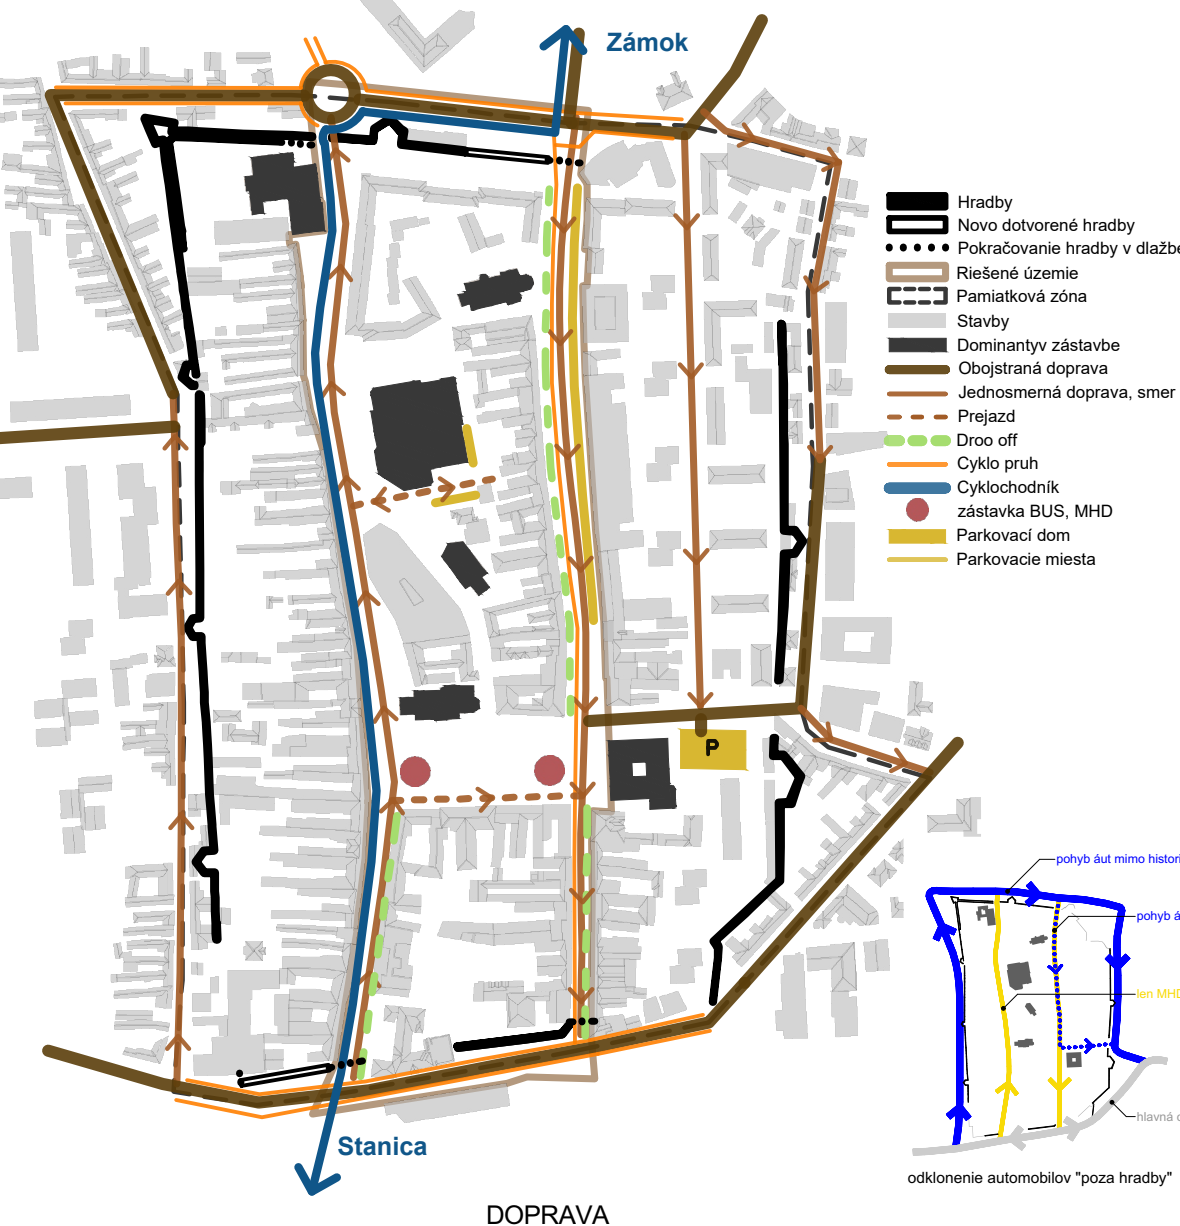 Zámok
Hradby
Novo dotvorené hradby
Pokračovanie hradby v dlažbe
Riešené územie
Pamiatková zóna
Stavby
Dominantyv zástavbe
Obojstraná doprava
Jednosmerná doprava, smer
Prejazd
Droo off
Cyklo pruh
Cyklochodník
zástavka BUS, MHD
Parkovací dom
Parkovacie miesta
P
pohyb áut mimo histori
pohyb á
len MHD
hlavná c
Stanica
odklonenie automobilov "poza hradby"
DOPRAVA